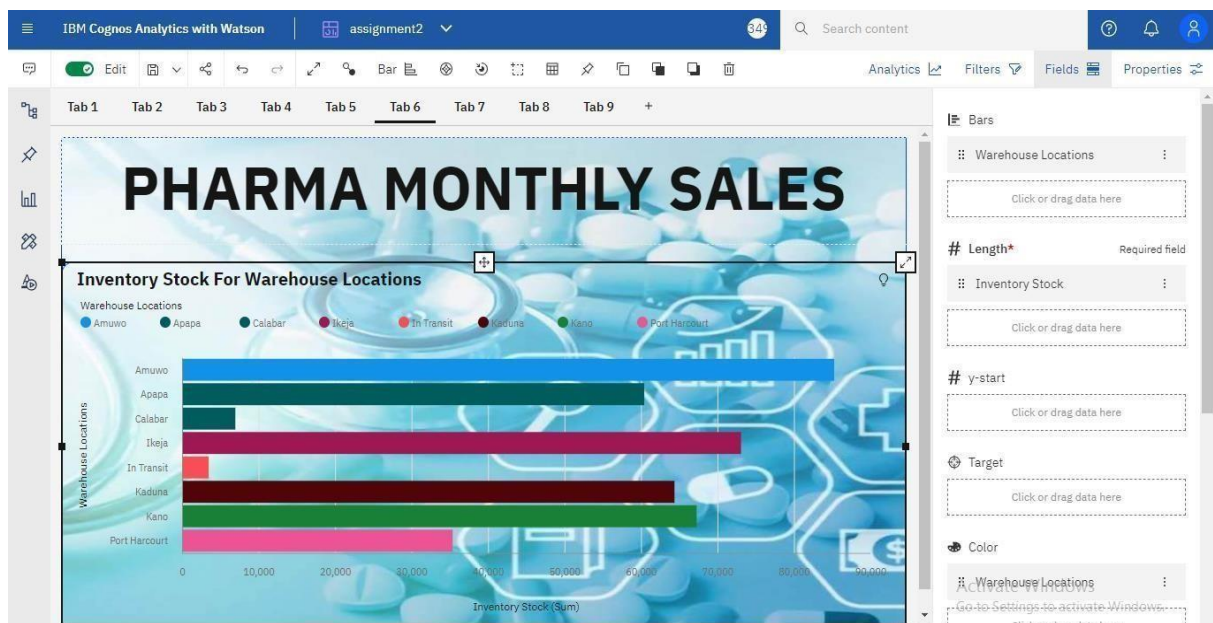 IBM Cognos Analytics with Watson
assignment2
349
Search content
Edit
Bar
Analytics
Filters
Fields
Properties
Tab 1 Tab 2 Tab 3 Tab 4 Tab 5 Tab 6 Tab 7 Tab 8 Tab 9 +
PHARMA MONTHLY SALES
Inventory Stock For Warehouse Locations
Warehouse Locations
Amuwo Apapa Calabar Ikeja In Transit Kaduna Kano Port Harcourt
Warehouse Locations
Amuwo
Apapa
Calabar
Ikeja
In Transit
Kaduna
Kano
Port Harcourt
0 10,000 20,000 30,000 40,000 50,000 60,000 70,000 80,000 90,000
Inventory Stock (Sum)
Bars
Warehouse Locations
Click or drag data here
# Length* Required field
Inventory Stock
Click or drag data here
# y-start
Click or drag data here
Target
Click or drag data here
Color
Warehouse Locations
Activate Windows
Go to Settings to activate Windows.